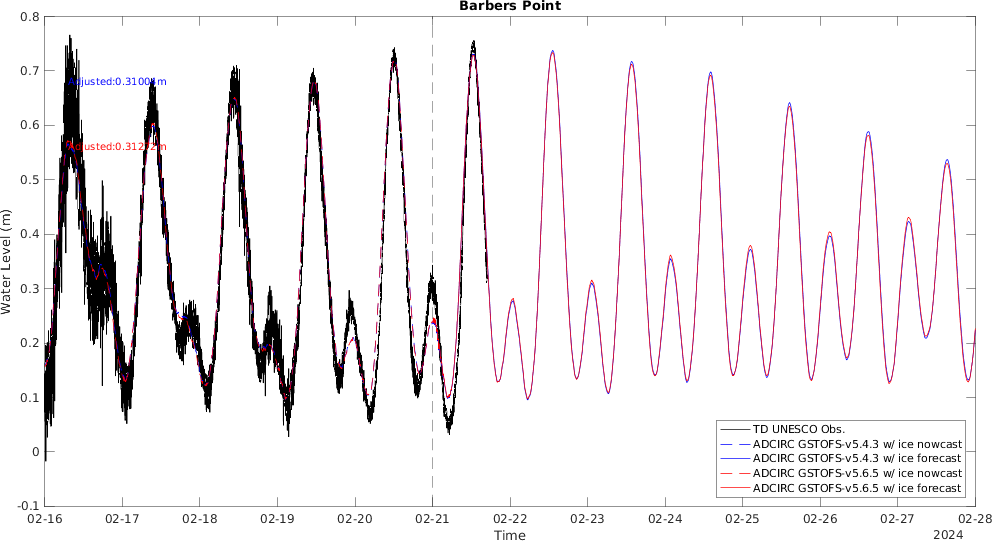 Barbers Point
0.8
0.7
0.6
0.5
0.4
0.3
0.2
0.1
0
-0.1
Water Level (m)
02-16 02-17 02-18 02-19 02-20 02-21 02-22 02-23 02-24 02-25 02-26 02-27 02-28
Time
2024
TD UNESCO Obs.
ADCIRC GSTOFS-v5.4.3 w/ ice nowcast
ADCIRC GSTOFS-v5.4.3 w/ ice forecast
ADCIRC GSTOFS-v5.6.5 w/ ice nowcast
ADCIRC GSTOFS-v5.6.5 w/ ice forecast